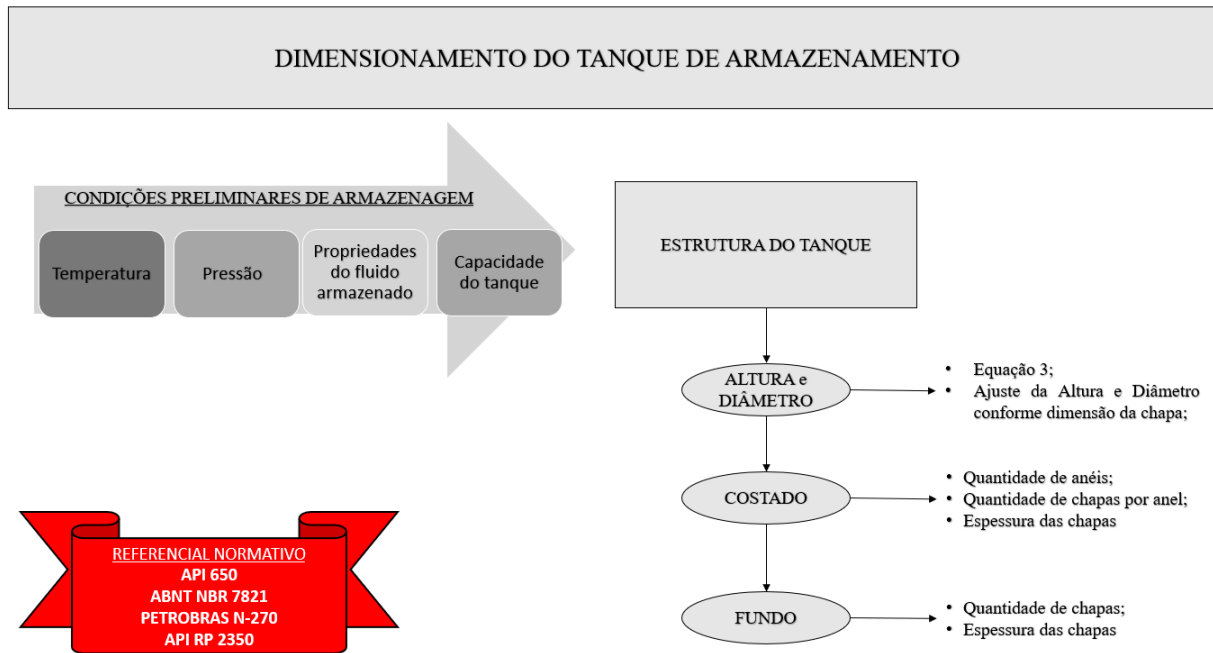 DIMENSIONAMENTO DO TANQUE DE ARMAZENAMENTO
CONDIÇÕES PRELIMINARES DE ARMAZENAGEM
Temperatura
Pressão
Propriedades
do fluido
armazenado
Capacidade
do tanque
ESTRUTURA DO TANQUE
ALTURA e
DIÂMETRO
• Equação 3;
• Ajuste da Altura e Diâmetro
conforme dimensão da chapa;
COSTADO
• Quantidade de anéis;
• Quantidade de chapas por anel;
• Espessura das chapas
FUNDO
• Quantidade de chapas;
• Espessura das chapas
REFERENCIAL NORMATIVO
API 650
ABNT NBR 7821
PETROBRAS N-270
API RP 2350